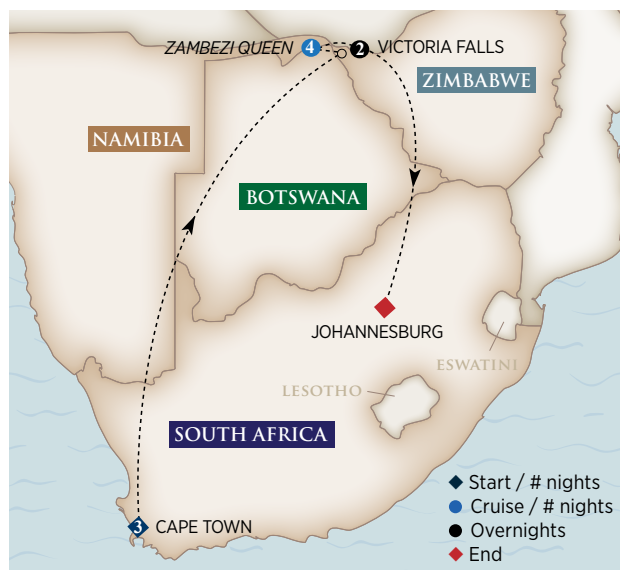 ZAMBEZI QUEEN 4 2 VICTORIA FALLS
ZIMBABWE
NAMIBIA
BOTSWANA
JOHANNESBURG
ESWATINI
LESOTHO
SOUTH AFRICA
3 CAPE TOWN
Start / # nights
Cruise / # nights
Overnights
End